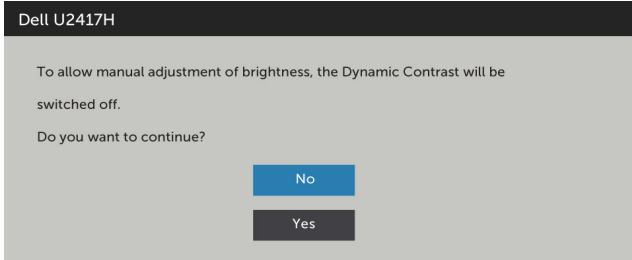 Dell U2417H
To allow manual adjustment of brightness, the Dynamic Contrast will be
switched off.
Do you want to continue?
No
Yes